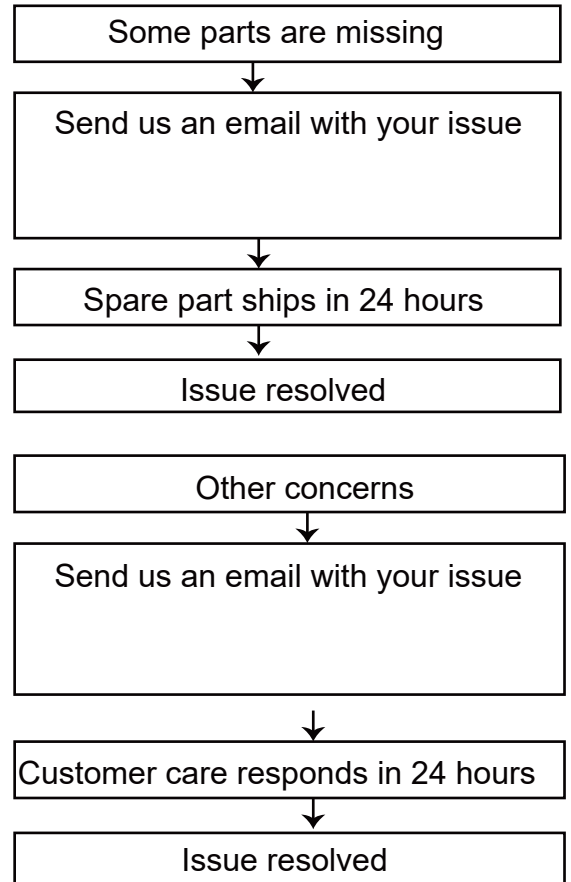 Some parts are missing
Send us an email with your issue
Spare part ships in 24 hours
Issue resolved
Other concerns
Send us an email with your issue
Customer care responds in 24 hours
Issue resolved